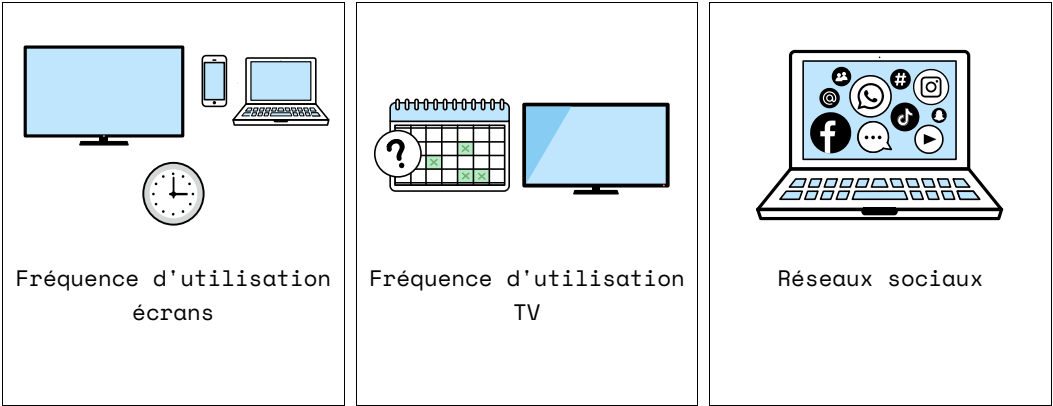 Fréquence d'utilisation
écrans
?
Fréquence d'utilisation
TV
@
#
Réseaux sociaux